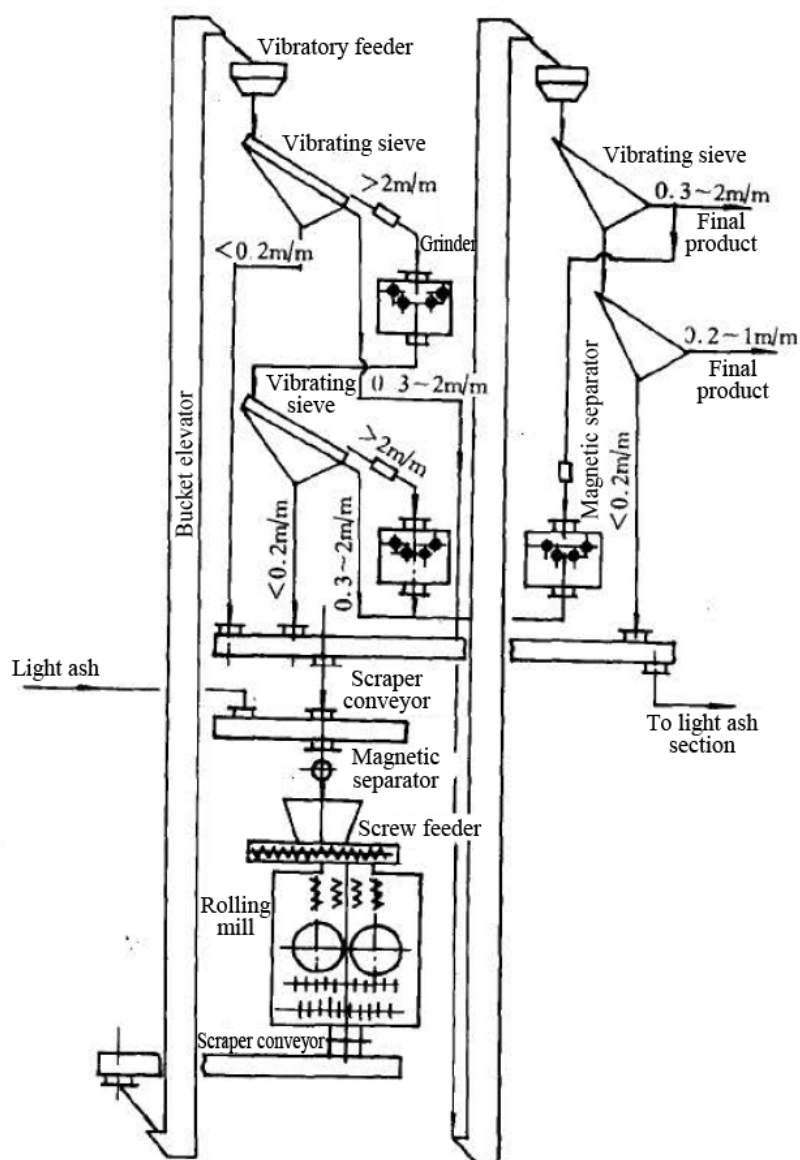 Vibratory feeder
Vibrating sieve
>2m/m
Grinder
<0.2m/m
Vibrating
sieve
0.3~2m/m
>2m/m
<0.2m/m
0.3~2m/m
Bucket elevator
Vibrating sieve
0.3~2m/m
Final
product
0.2~1m/m
Final
product
Magnetic separator
<0.2m/m
Light ash
Scraper
conveyor
To light ash
section
Magnetic
separator
Screw feeder
Rolling
mill
Scraper conveyor